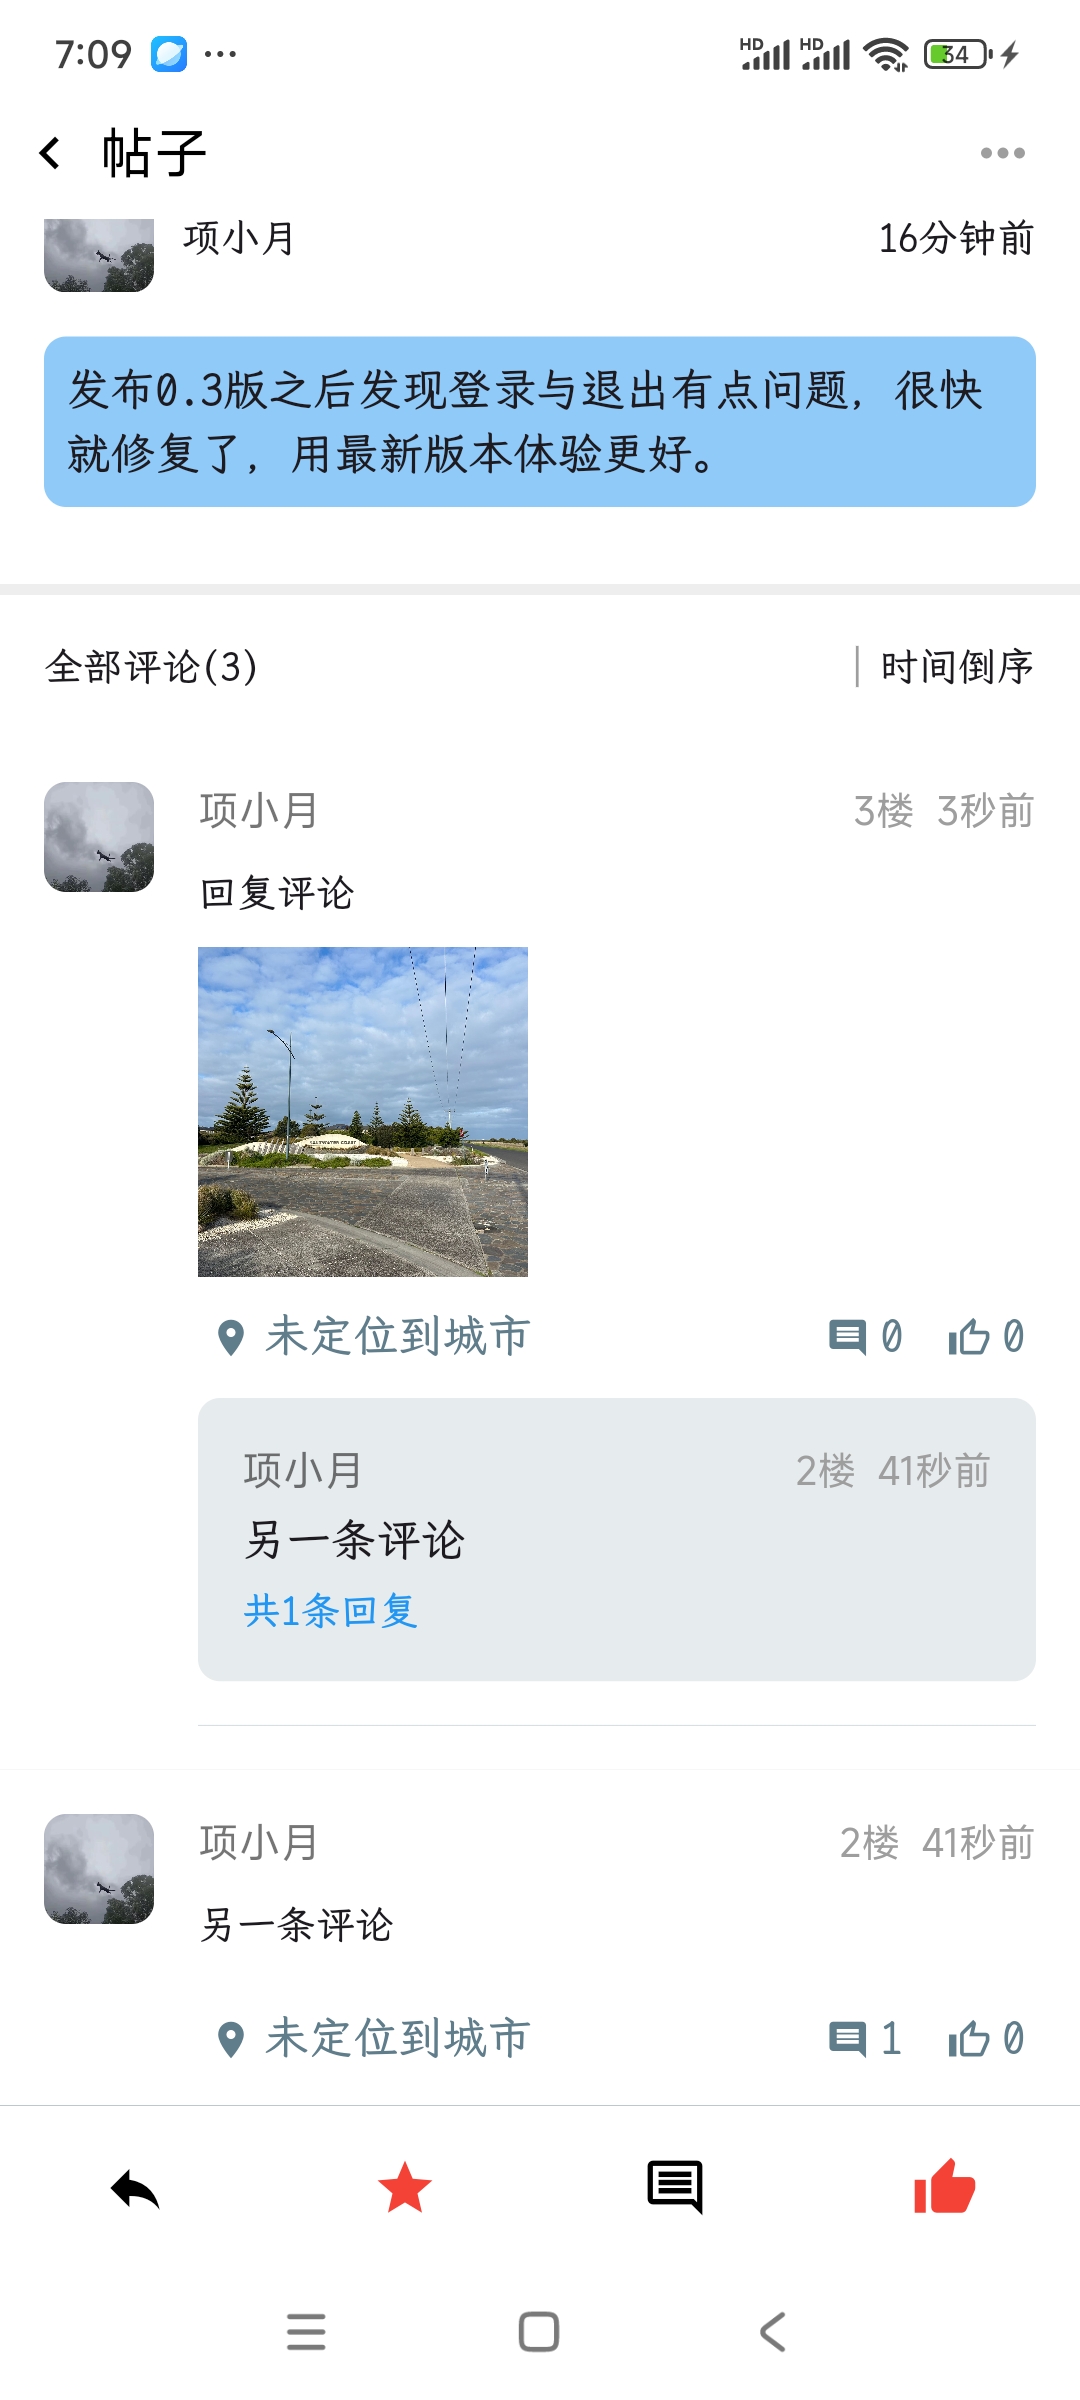 7:09
HD HD 34
帖子
项小月 16分钟前
发布0.3版之后发现登录与退出有点问题，很快
就修复了，用最新版本体验更好。
全部评论(3) 时间倒序
项小月 3楼 3秒前
回复评论
SALTWATER COAST
未定位到城市 0 0
项小月 2楼 41秒前
另一条评论
共1条回复
项小月 2楼 41秒前
另一条评论
未定位到城市 1 0